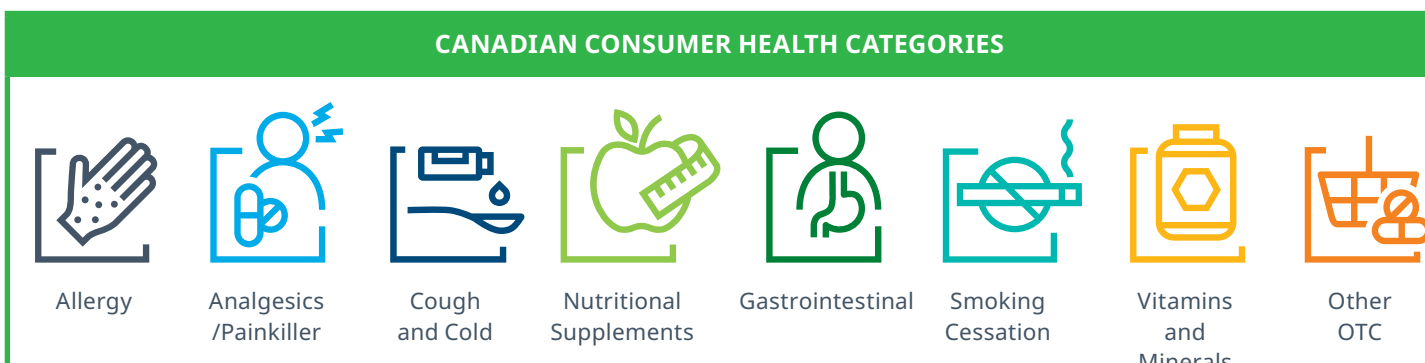 CANADIAN CONSUMER HEALTH CATEGORIES
Allergy
Analgesics
/Painkiller
Cough
and Cold
Nutritional
Supplements
Gastrointestinal
Smoking
Cessation
Vitamins
and
Minerals
Other
OTC